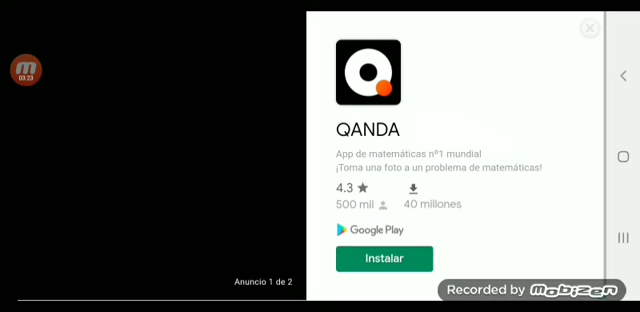 03:23
QANDA
App de matemáticas nº1 mundial
¡Toma una foto a un problema de matemáticas!
4.3 ★
500 mil
40 millones
Google Play
Instalar
Anuncio 1 de 2
Recorded by Mobizen